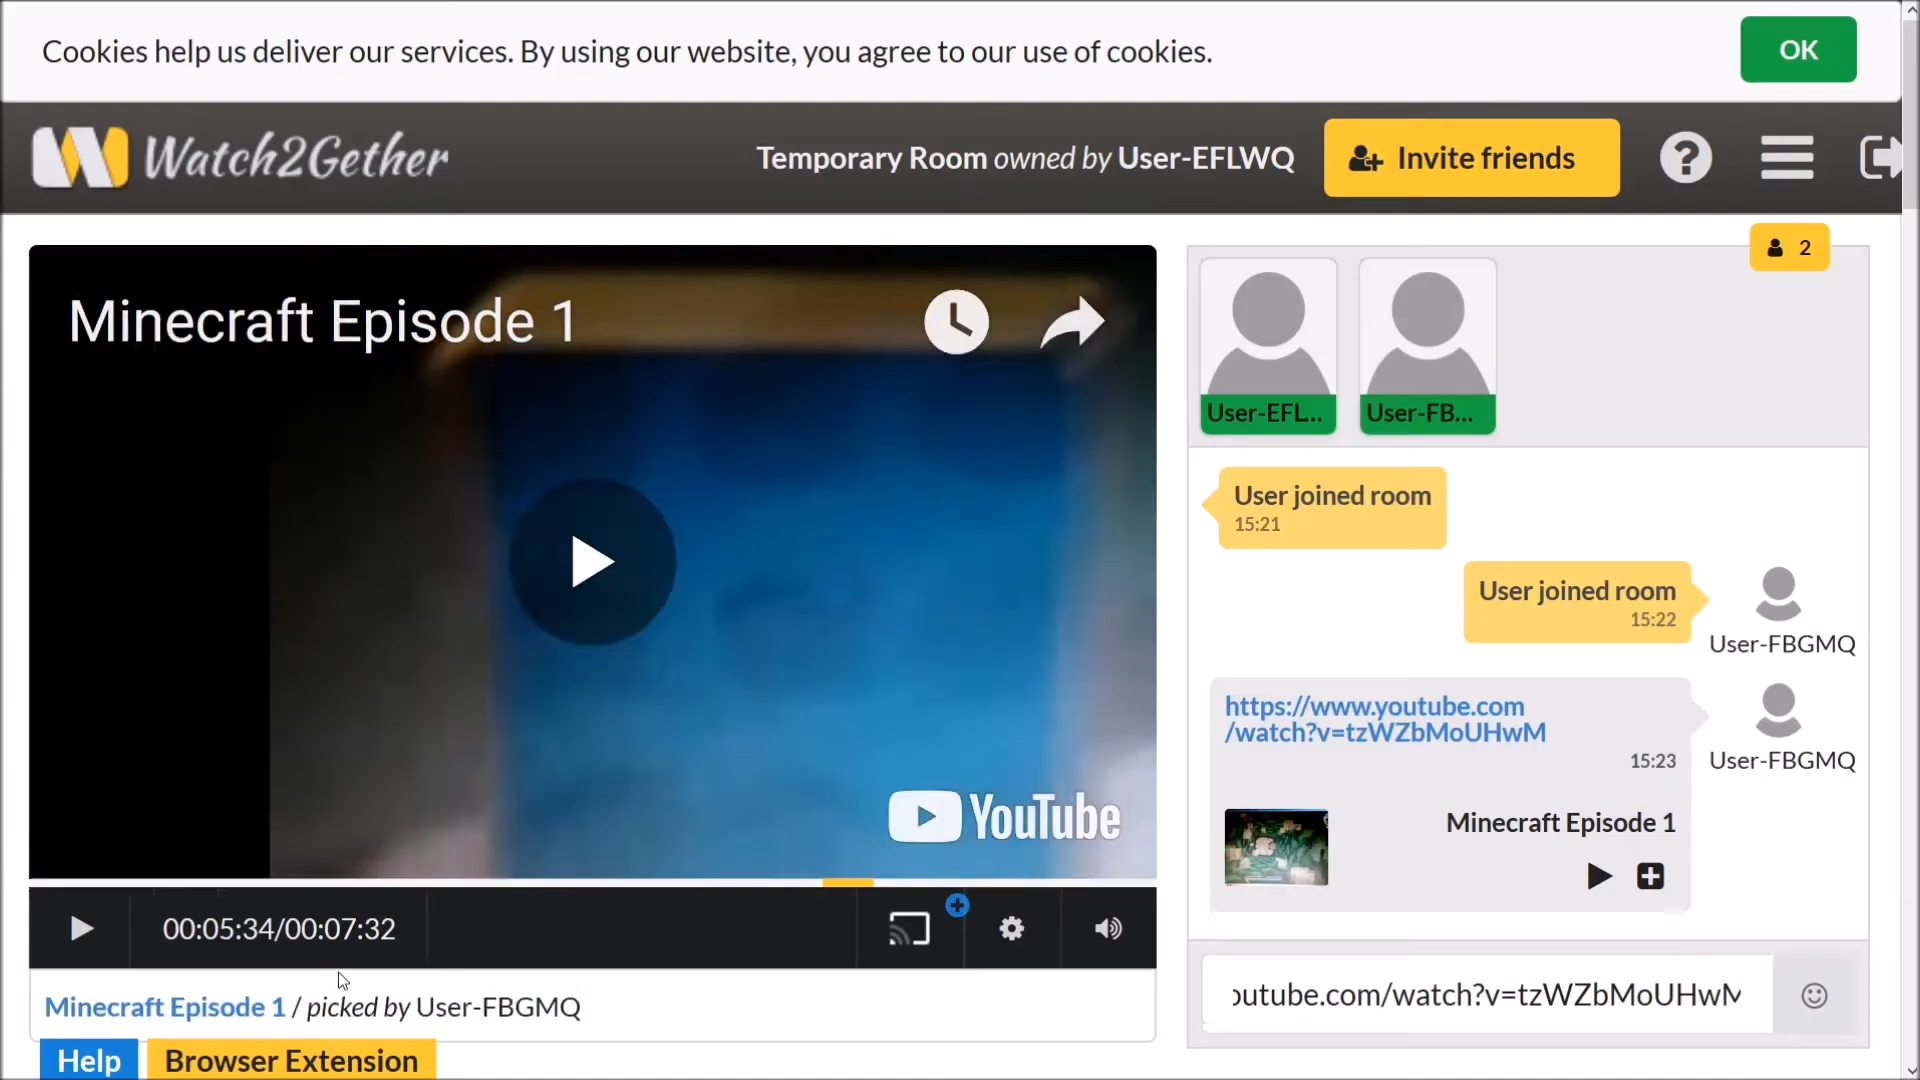 Cookies help us deliver our services. By using our website, you agree to our use of cookies.
OK
Watch2Gether
Temporary Room owned by User-EFLWQ
Invite friends
2
Minecraft Episode 1
User-EFL...
User-FB...
User joined room
15:21
User joined room
15:22
User-FBGMQ
https://www.youtube.com
/watch?v=tzWZbMoUHwM
15:23
User-FBGMQ
Minecraft Episode 1
YouTube
00:05:34/00:07:32
outube.com/watch?v=tzWZbMoUHwM
Minecraft Episode 1 / picked by User-FBGMQ
Help
Browser Extension